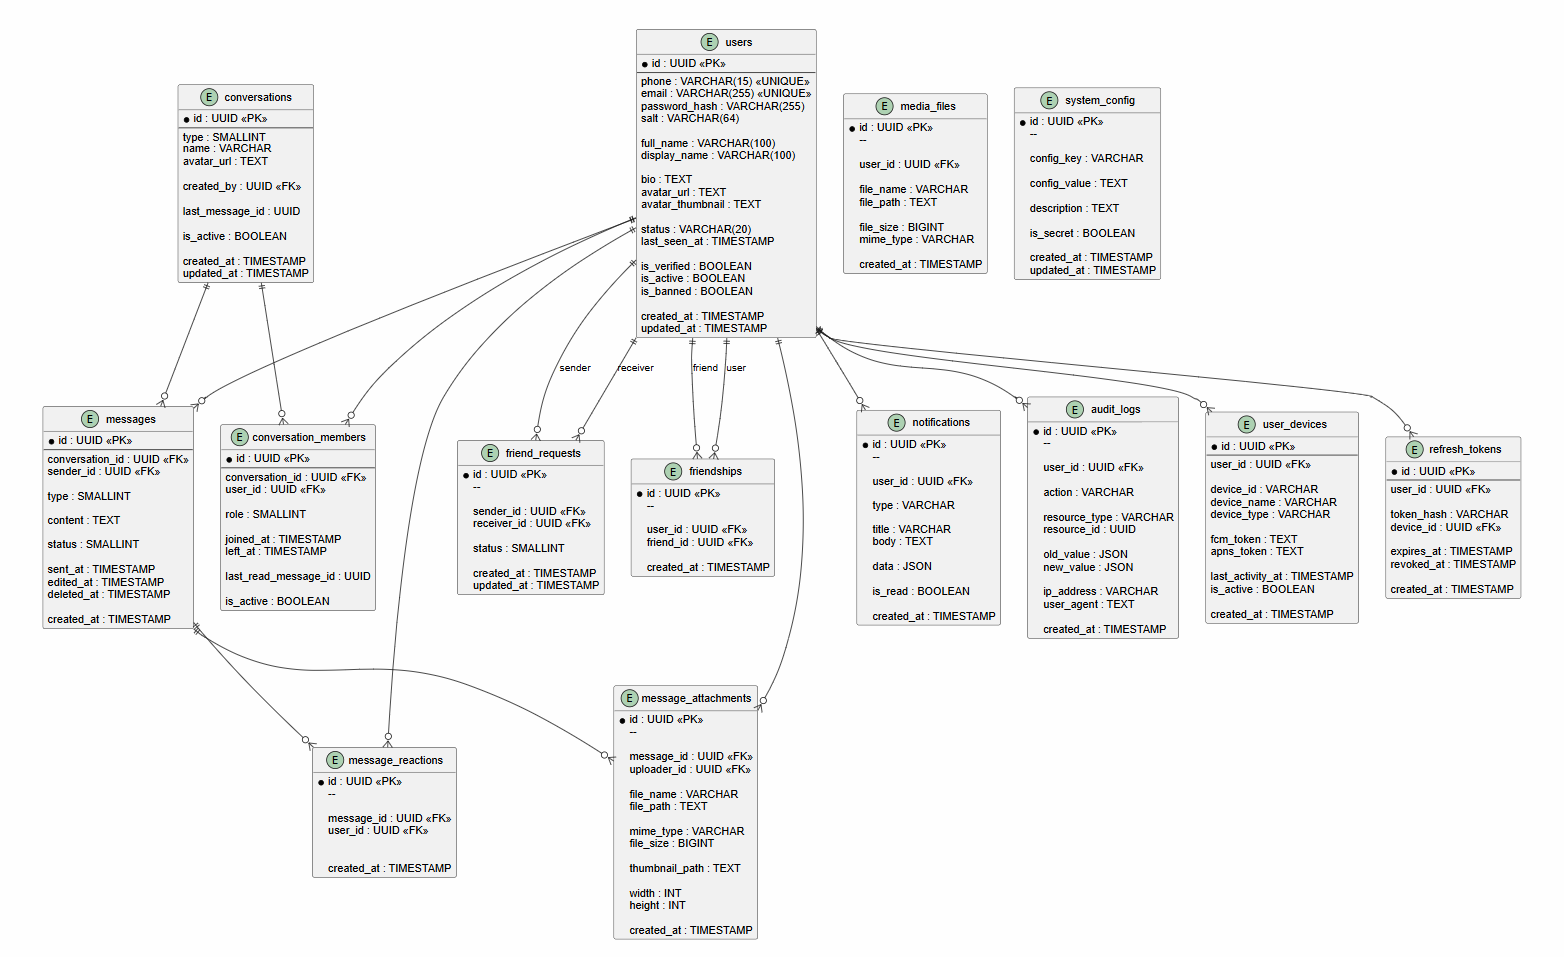 E users
id : UUID «PK»
phone : VARCHAR(15) «UNIQUE»
email : VARCHAR(255) «UNIQUE»
password_hash : VARCHAR(255)
salt : VARCHAR(64)
full_name : VARCHAR(100)
display_name : VARCHAR(100)
bio : TEXT
avatar_url : TEXT
avatar_thumbnail : TEXT
status : VARCHAR(20)
last_seen_at : TIMESTAMP
is_verified : BOOLEAN
is_active : BOOLEAN
is_banned : BOOLEAN
created_at : TIMESTAMP
updated_at : TIMESTAMP
E conversations
id : UUID «PK»
type : SMALLINT
name : VARCHAR
avatar_url : TEXT
created_by : UUID «FK»
last_message_id : UUID
is_active : BOOLEAN
created_at : TIMESTAMP
updated_at : TIMESTAMP
E media_files
id : UUID «PK»
--
user_id : UUID «FK»
file_name : VARCHAR
file_path : TEXT
file_size : BIGINT
mime_type : VARCHAR
created_at : TIMESTAMP
E system_config
id : UUID «PK»
--
config_key : VARCHAR
config_value : TEXT
description : TEXT
is_secret : BOOLEAN
created_at : TIMESTAMP
updated_at : TIMESTAMP
sender
receiver
friend
user
E messages
id : UUID «PK»
conversation_id : UUID «FK»
sender_id : UUID «FK»
type : SMALLINT
content : TEXT
status : SMALLINT
sent_at : TIMESTAMP
edited_at : TIMESTAMP
deleted_at : TIMESTAMP
created_at : TIMESTAMP
E conversation_members
id : UUID «PK»
conversation_id : UUID «FK»
user_id : UUID «FK»
role : SMALLINT
joined_at : TIMESTAMP
left_at : TIMESTAMP
last_read_message_id : UUID
is_active : BOOLEAN
E friend_requests
id : UUID «PK»
--
sender_id : UUID «FK»
receiver_id : UUID «FK»
status : SMALLINT
created_at : TIMESTAMP
updated_at : TIMESTAMP
E friendships
id : UUID «PK»
--
user_id : UUID «FK»
friend_id : UUID «FK»
created_at : TIMESTAMP
E notifications
id : UUID «PK»
--
user_id : UUID «FK»
type : VARCHAR
title : VARCHAR
body : TEXT
data : JSON
is_read : BOOLEAN
created_at : TIMESTAMP
E audit_logs
id : UUID «PK»
--
user_id : UUID «FK»
action : VARCHAR
resource_type : VARCHAR
resource_id : UUID
old_value : JSON
new_value : JSON
ip_address : VARCHAR
user_agent : TEXT
created_at : TIMESTAMP
E user_devices
id : UUID «PK»
user_id : UUID «FK»
device_id : VARCHAR
device_name : VARCHAR
device_type : VARCHAR
fcm_token : TEXT
apns_token : TEXT
last_activity_at : TIMESTAMP
is_active : BOOLEAN
created_at : TIMESTAMP
E refresh_tokens
id : UUID «PK»
user_id : UUID «FK»
token_hash : VARCHAR
device_id : UUID «FK»
expires_at : TIMESTAMP
revoked_at : TIMESTAMP
created_at : TIMESTAMP
E message_reactions
id : UUID «PK»
--
message_id : UUID «FK»
user_id : UUID «FK»
created_at : TIMESTAMP
E message_attachments
id : UUID «PK»
--
message_id : UUID «FK»
uploader_id : UUID «FK»
file_name : VARCHAR
file_path : TEXT
mime_type : VARCHAR
file_size : BIGINT
thumbnail_path : TEXT
width : INT
height : INT
created_at : TIMESTAMP